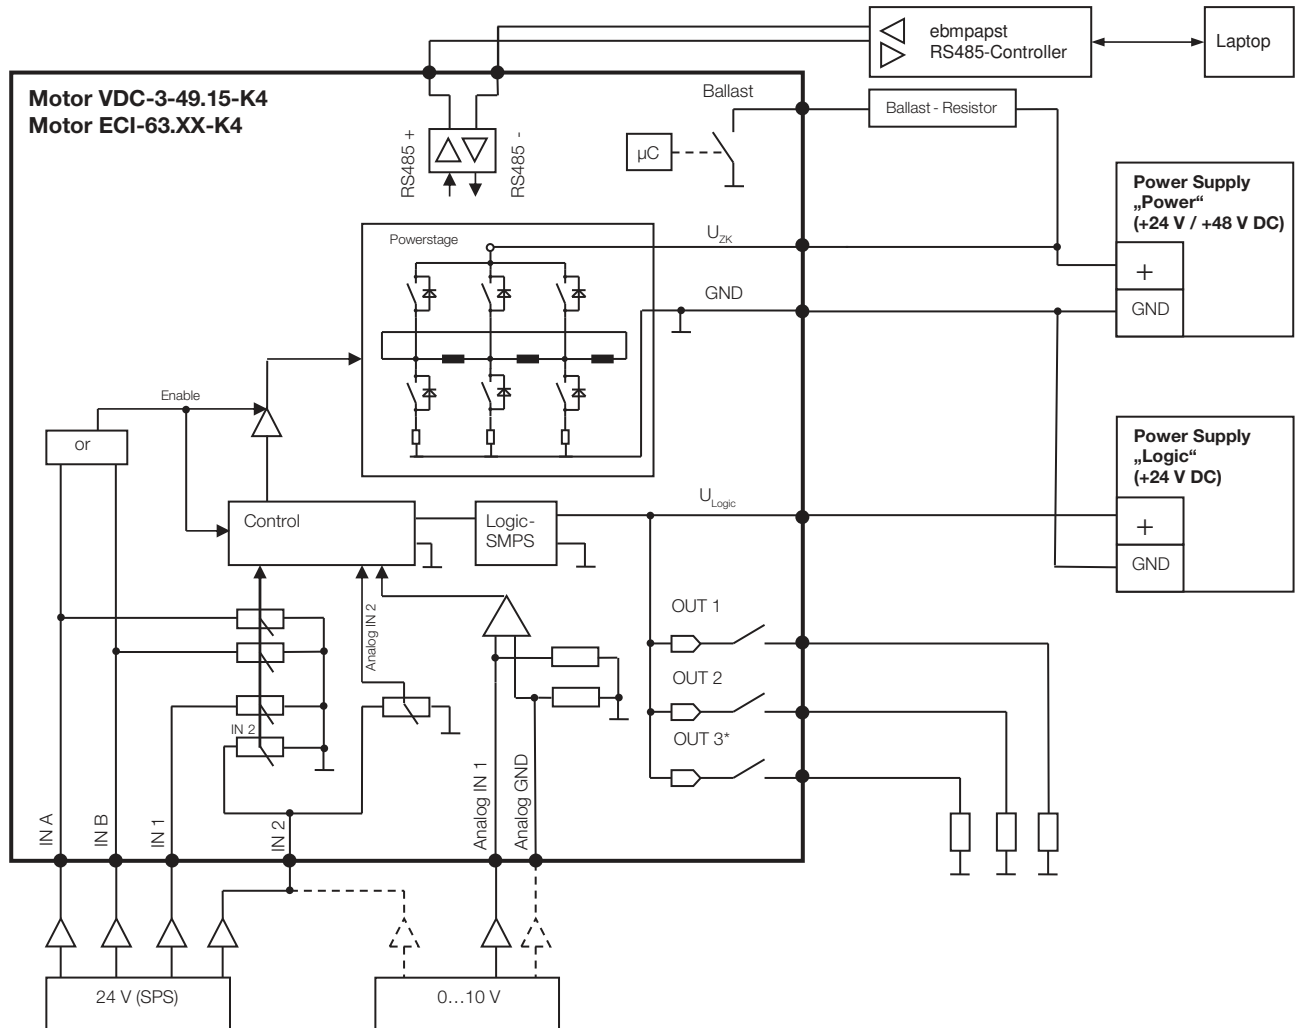 ebmpapst
RS485-Controller
Laptop
Motor VDC-3-49.15-K4
Motor ECI-63.XX-K4
Ballast
Ballast - Resistor
RS485 +
RS485 -
µC
Power Supply
„Power“
(+24 V / +48 V DC)
+
GND
Powerstage
U_ZK
GND
Enable
or
Power Supply
„Logic“
(+24 V DC)
+
GND
Control
Logic-
SMPS
U_Logic
OUT 1
OUT 2
OUT 3*
Analog IN 2
IN 2
IN A
IN B
IN 1
IN 2
Analog IN 1
Analog GND
24 V (SPS)
0…10 V